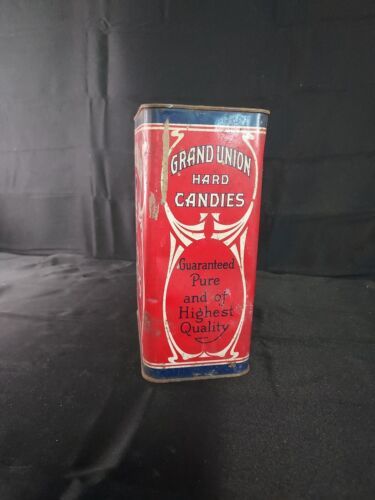 GRAND UNION
HARD
CANDIES
Guaranteed
Pure
and of
Highest
Quality